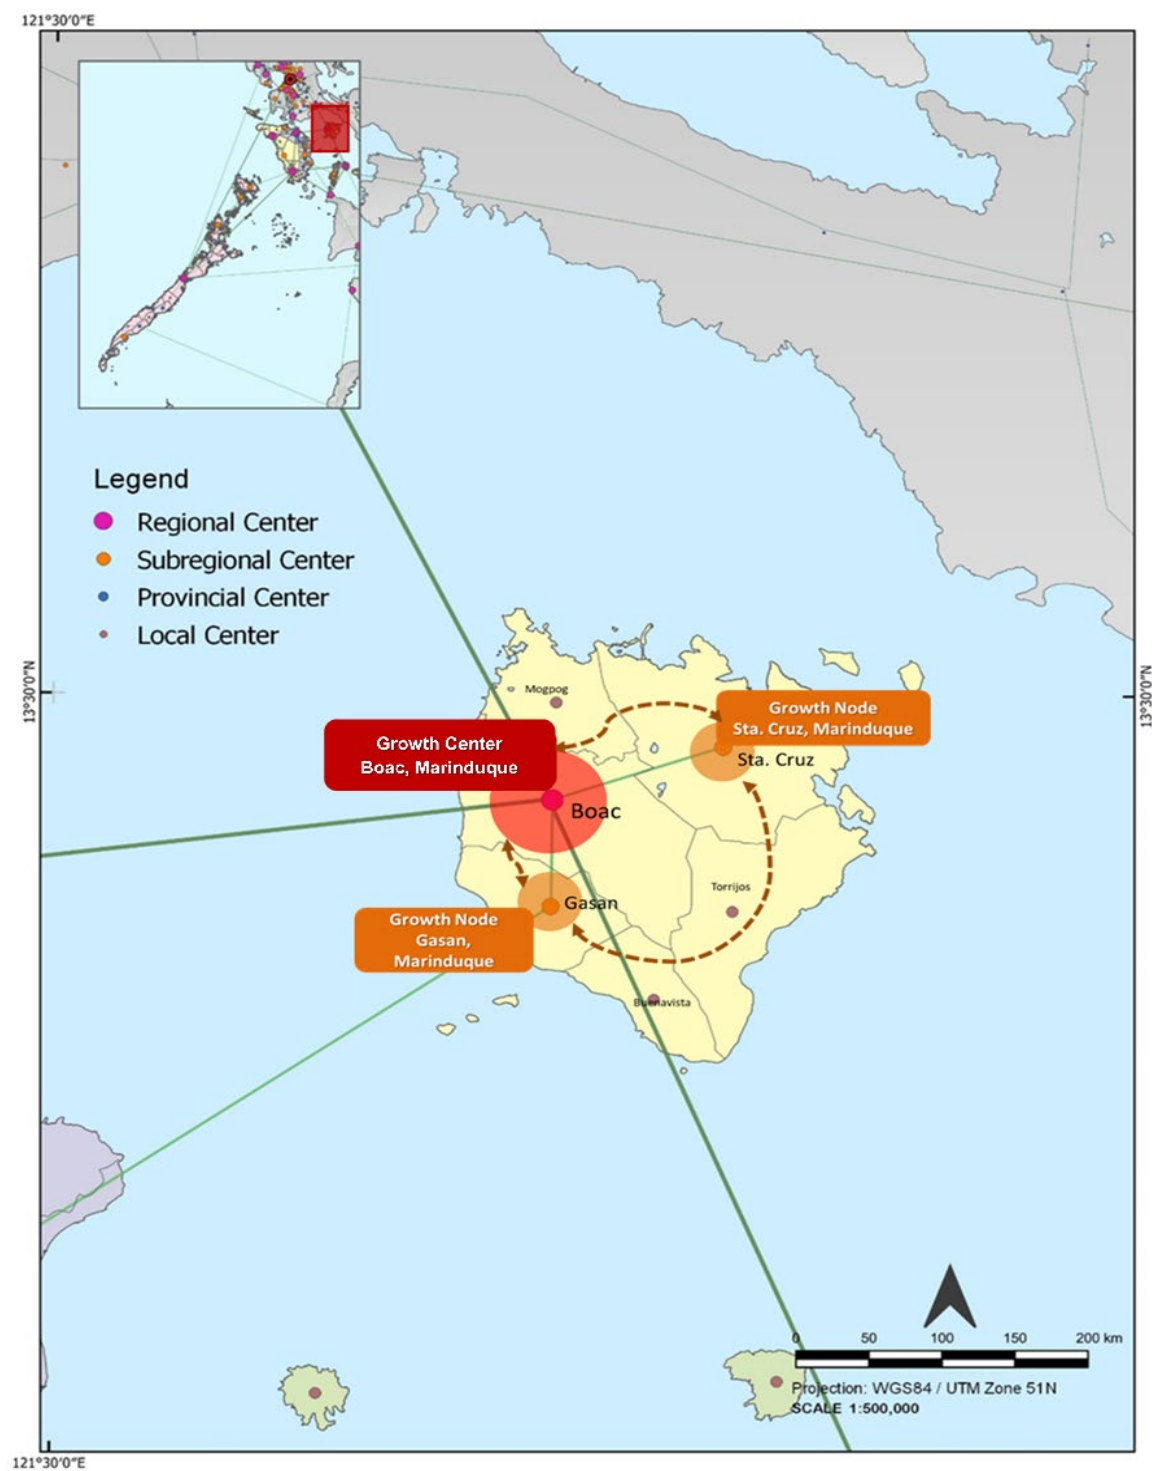 121°30'0"E
Legend
Regional Center
Subregional Center
Provincial Center
Local Center
13°30'0"N
13°30'0"N
Mogpog
Growth Node
Sta. Cruz, Marinduque
Growth Center
Boac, Marinduque
Sta. Cruz
Boac
Torrijos
Gasan
Growth Node
Gasan,
Marinduque
Buenavista
0 50 100 150 200 km
Projection: WGS84 / UTM Zone 51N
SCALE 1:500,000
121°30'0"E